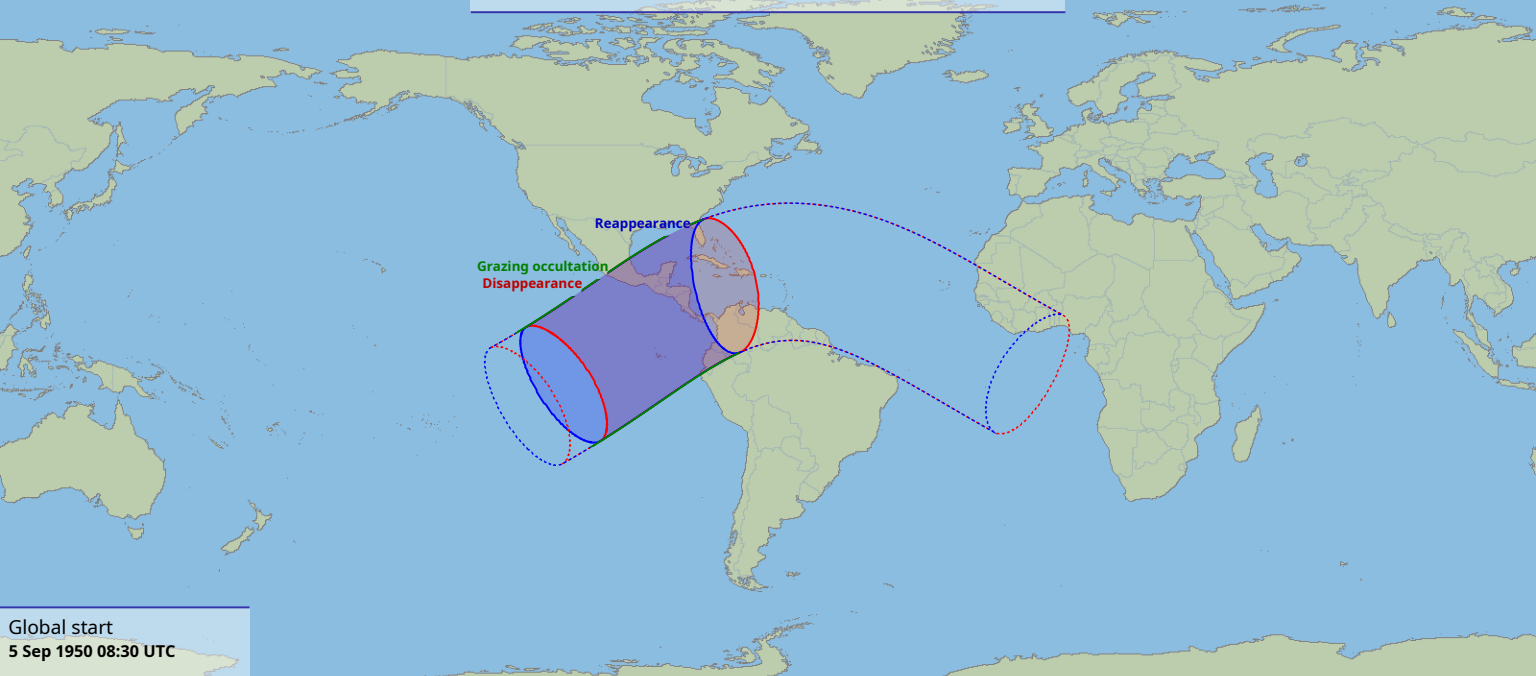 Reappearance
Grazing occultation
Disappearance
Global start
5 Sep 1950 08:30 UTC